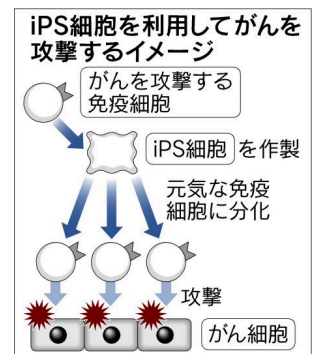 iPS細胞を利用してがんを
攻撃するイメージ
がんを攻撃する
免疫細胞
iPS細胞 を作製
元気な免疫
細胞に分化
攻撃
がん細胞